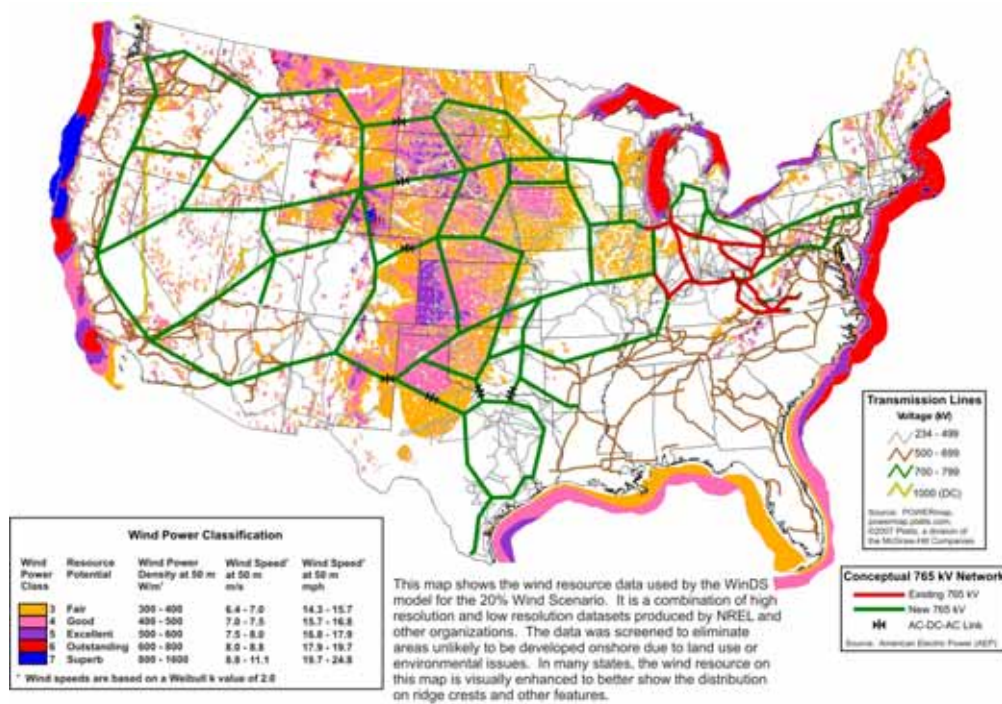 Transmission Lines
Voltage (kV)
234 - 499
500 - 699
700 - 799
1000 (DC)
Source: POWERmap,
powermap.platts.com,
©2007 Platts, a division of
the McGraw-Hill Companies
Wind Power Classification
Wind Power Class Resource Potential Wind Power Density at 50 m W/m² Wind Speed* at 50 m m/s Wind Speed* at 50 m mph
3 Fair 300 - 400 6.4 - 7.0 14.3 - 15.7
4 Good 400 - 500 7.0 - 7.5 15.7 - 16.8
5 Excellent 500 - 600 7.5 - 8.0 16.8 - 17.9
6 Outstanding 600 - 800 8.0 - 8.8 17.9 - 19.7
7 Superb 800 - 1600 8.8 - 11.1 19.7 - 24.8
* Wind speeds are based on a Weibull k value of 2.0
This map shows the wind resource data used by the WinDS
model for the 20% Wind Scenario. It is a combination of high
resolution and low resolution datasets produced by NREL and
other organizations. The data was screened to eliminate
areas unlikely to be developed onshore due to land use or
environmental issues. In many states, the wind resource on
this map is visually enhanced to better show the distribution
on ridge crests and other features.
Conceptual 765 kV Network
Existing 765 kV
New 765 kV
AC-DC-AC Link
Source: American Electric Power (AEP)